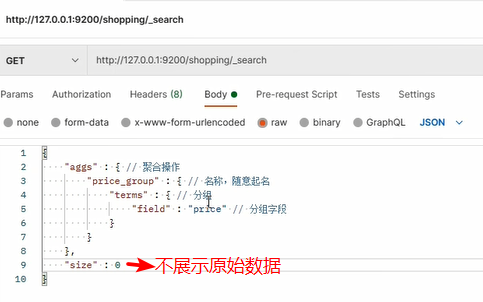 http://127.0.0.1:9200/shopping/_search
GET http://127.0.0.1:9200/shopping/_search
Params Authorization Headers (8) Body Pre-request Script Tests Settings
none form-data x-www-form-urlencoded raw binary GraphQL JSON
1 {
2 "aggs" : { // 聚合操作
3 "price_group" : { // 名称，随意起名
4 "terms" : { // 分组
5 "field" : "price" // 分组字段
6 }
7 }
8 },
9 "size" : 0 不展示原始数据
10 }